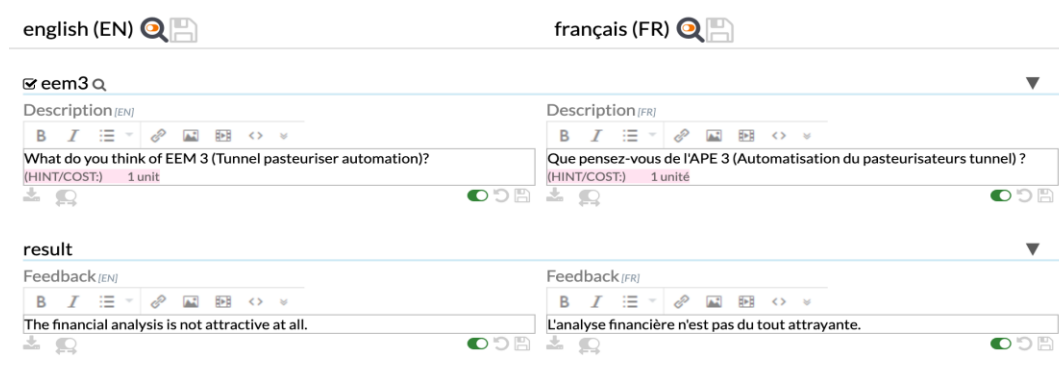 english (EN) français (FR)
eem3
Description [EN] Description [FR]
B I B I
What do you think of EEM 3 (Tunnel pasteuriser automation)? Que pensez-vous de l'APE 3 (Automatisation du pasteurisateurs tunnel) ?
(HINT/COST:) 1 unit (HINT/COST:) 1 unité
result
Feedback [EN] Feedback [FR]
B I B I
The financial analysis is not attractive at all. L'analyse financière n'est pas du tout attrayante.